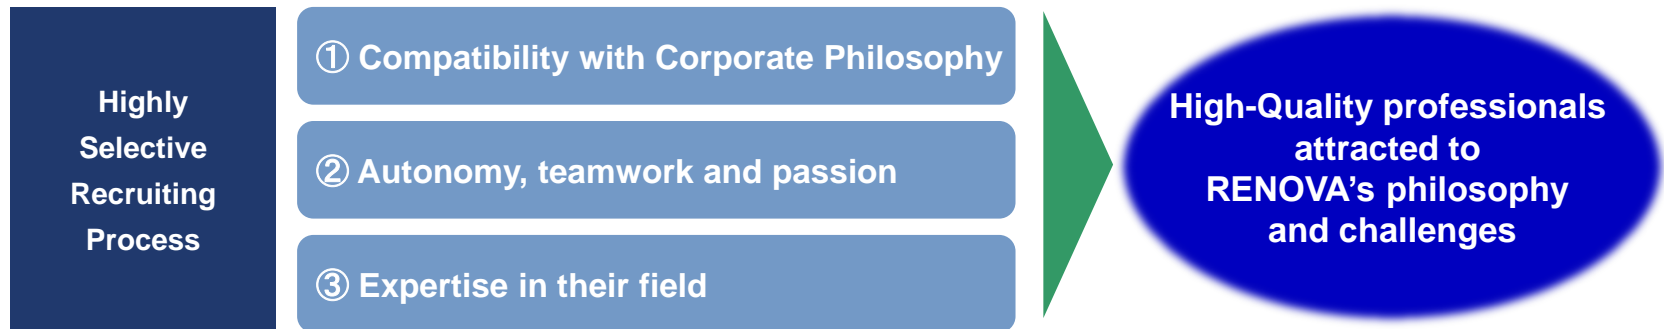 Highly
Selective
Recruiting
Process
① Compatibility with Corporate Philosophy
② Autonomy, teamwork and passion
③ Expertise in their field
High-Quality professionals
attracted to
RENOVA’s philosophy
and challenges